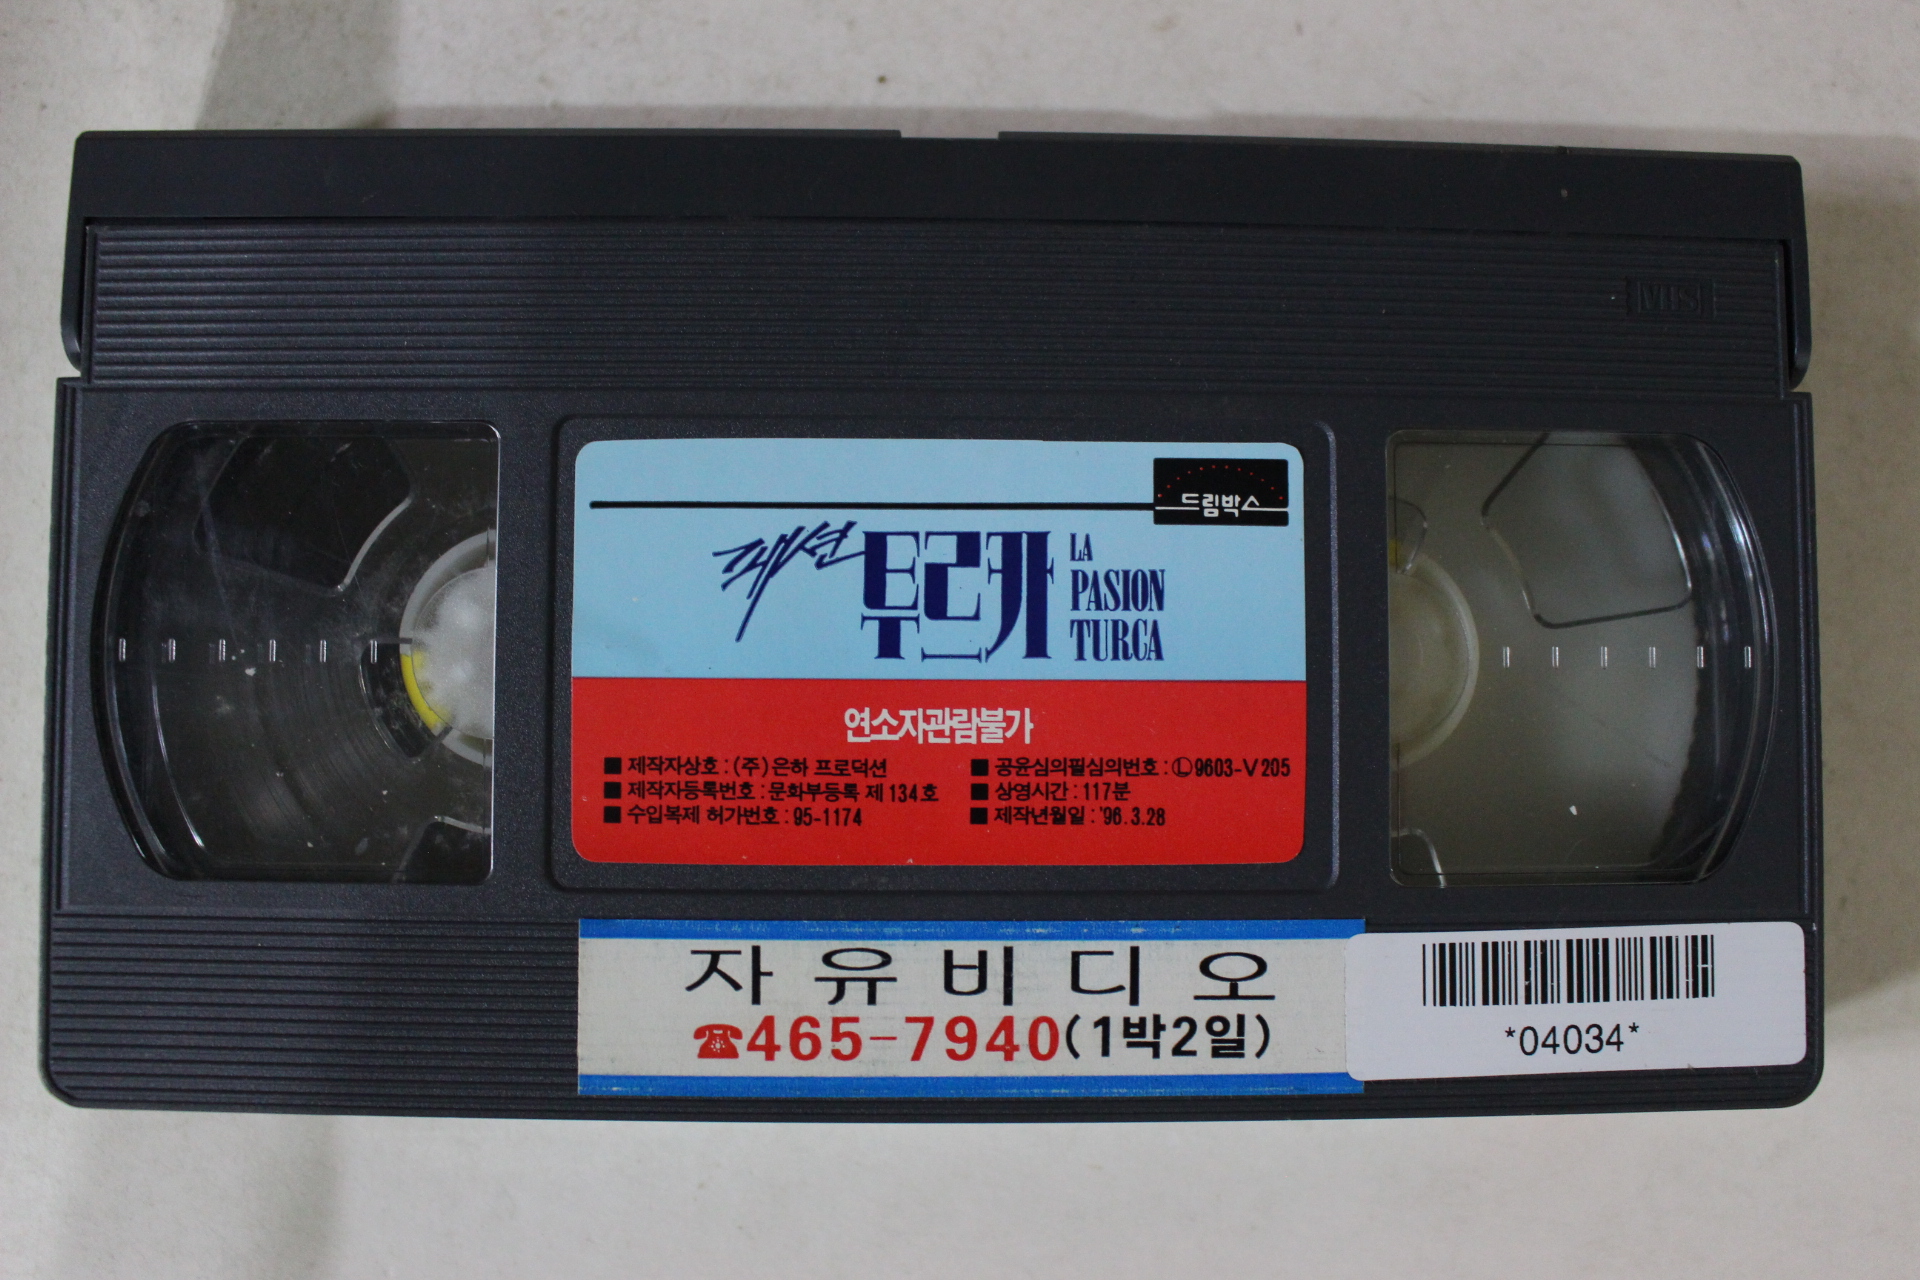 VHS
드림박스
패션 투르카
LA
PASION
TURCA
연소자관람불가
■ 제작자상호 : (주)은하 프로덕션
■ 제작자등록번호 : 문화부등록 제 134 호
■ 수입복제 허가번호 : 95-1174
■ 공윤심의필심의번호 : Ⓛ9603-V205
■ 상영시간 : 117분
■ 제작년월일 : '96.3.28
자유비디오
☎465-7940(1박2일)
*04034*